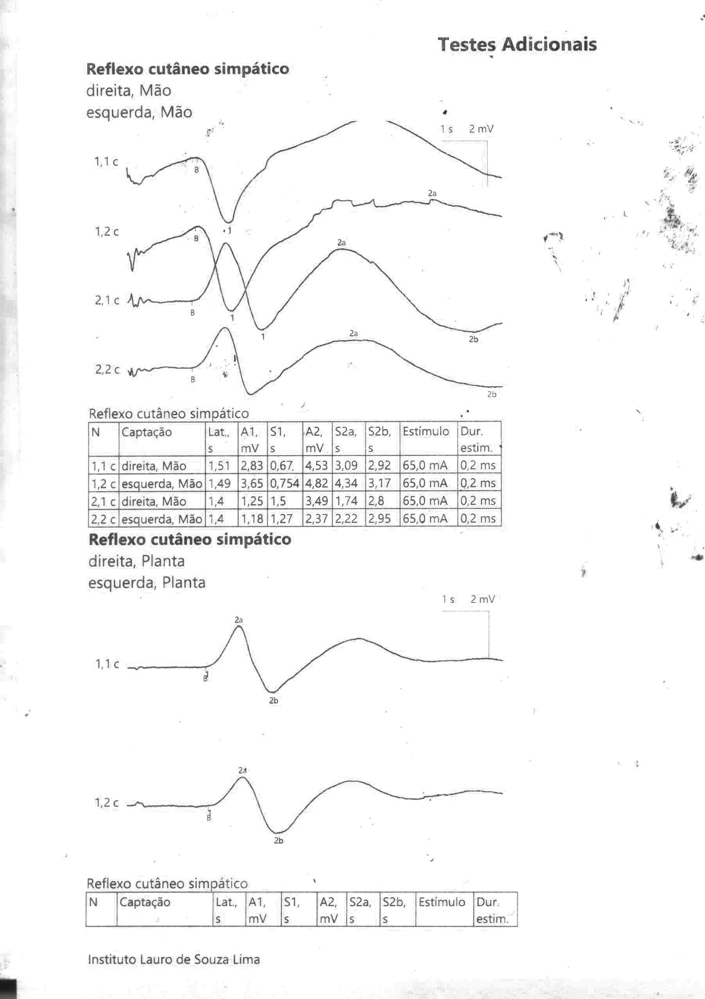 Testes Adicionais
Reflexo cutâneo simpático
direita, Mão
esquerda, Mão
1 s 2 mV
1,1 c
B
1
2a
1,2 c
B
2a
2,1 c
B
1
1
2a
2b
2,2 c
B
2b
Reflexo cutâneo simpático
N Captação Lat., s A1, mV S1, s A2, mV S2a, s S2b, s Estímulo Dur. estim.
1,1 c direita, Mão 1,51 2,83 0,67 4,53 3,09 2,92 65,0 mA 0,2 ms
1,2 c esquerda, Mão 1,49 3,65 0,754 4,82 4,34 3,17 65,0 mA 0,2 ms
2,1 c direita, Mão 1,4 1,25 1,5 3,49 1,74 2,8 65,0 mA 0,2 ms
2,2 c esquerda, Mão 1,4 1,18 1,27 2,37 2,22 2,95 65,0 mA 0,2 ms
Reflexo cutâneo simpático
direita, Planta
esquerda, Planta
1 s 2 mV
2a
1,1 c
B
2b
2a
1,2 c
B
2b
Reflexo cutâneo simpático
N Captação Lat., s A1, mV S1, s A2, mV S2a, s S2b, s Estímulo Dur. estim.
Instituto Lauro de Souza Lima